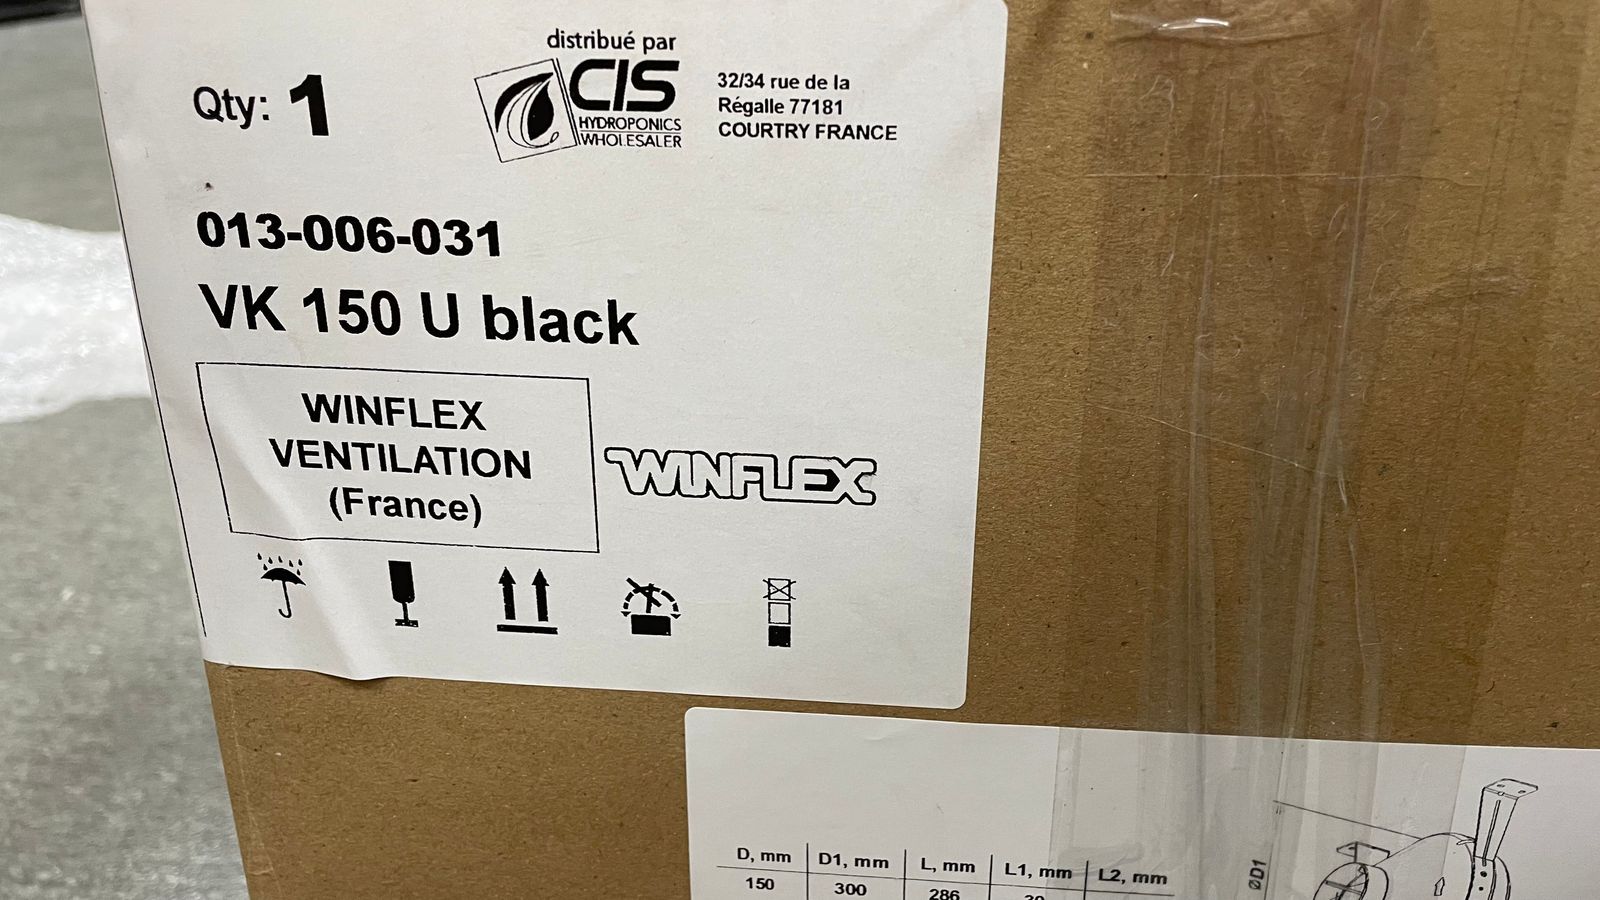 distribué par
Qty: 1
CIS
HYDROPONICS
WHOLESALER
32/34 rue de la
Régalle 77181
COURTRY FRANCE
013-006-031
VK 150 U black
WINFLEX
VENTILATION
(France)
WINFLEX
D, mm D1, mm L, mm L1, mm L2, mm
150 300 286
ØD1